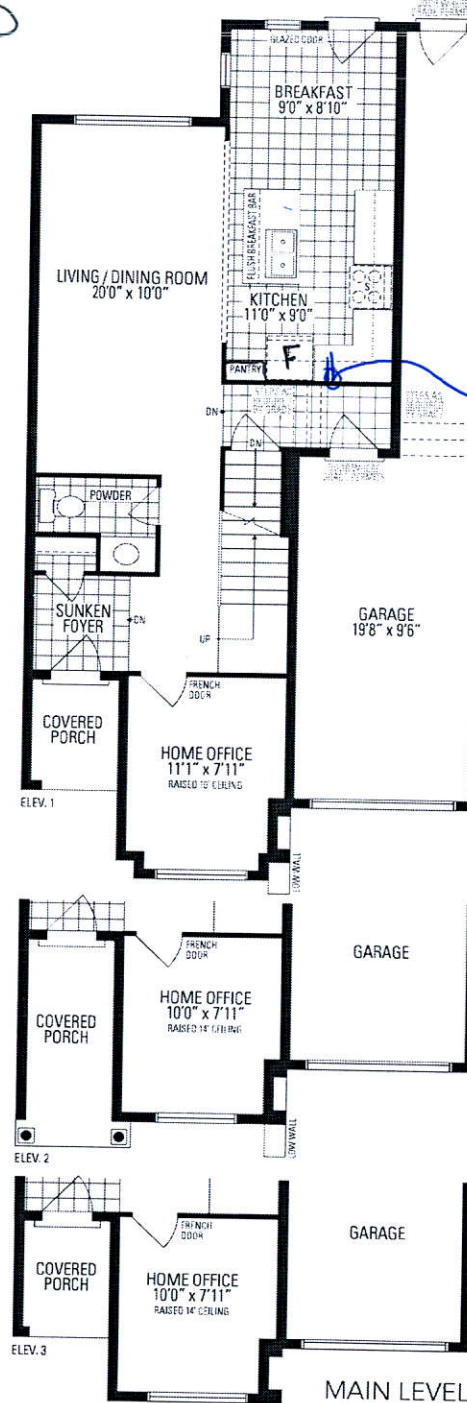 GLAZED DOOR
BREAKFAST
9'0" x 8'10"
FLUSH BREAKFAST BAR
LIVING / DINING ROOM
20'0" x 10'0"
KITCHEN
11'0" x 9'0"
S
F
PANTRY
DN
DN
POWDER
SUNKEN
FOYER
DN
UP
GARAGE
19'8" x 9'6"
FRENCH
DOOR
COVERED
PORCH
HOME OFFICE
11'1" x 7'11"
ELEV. 1
LOW WALL
FRENCH
DOOR
GARAGE
COVERED
PORCH
HOME OFFICE
10'0" x 7'11"
RAISED 14' CEILING
ELEV. 2
LOW WALL
FRENCH
DOOR
GARAGE
COVERED
PORCH
HOME OFFICE
10'0" x 7'11"
RAISED 14' CEILING
ELEV. 3
MAIN LEVEL